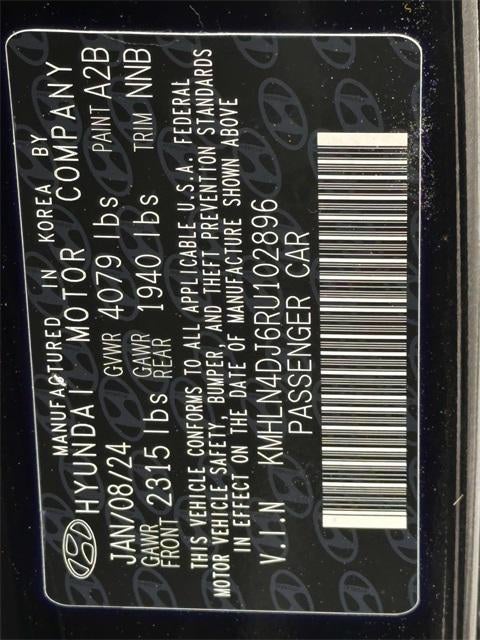 MANUFACTURED IN KOREA BY
HYUNDAI MOTOR COMPANY
JAN/08/24 GVWR 4079 lbs PAINT A2B
GAWR FRONT 2315 lbs GAWR REAR 1940 lbs TRIM NNB
THIS VEHICLE CONFORMS TO ALL APPLICABLE U.S.A. FEDERAL
MOTOR VEHICLE SAFETY, BUMPER AND THEFT PREVENTION STANDARDS
IN EFFECT ON THE DATE OF MANUFACTURE SHOWN ABOVE
V.I.N KMHLN4DJ6RU102896
PASSENGER CAR